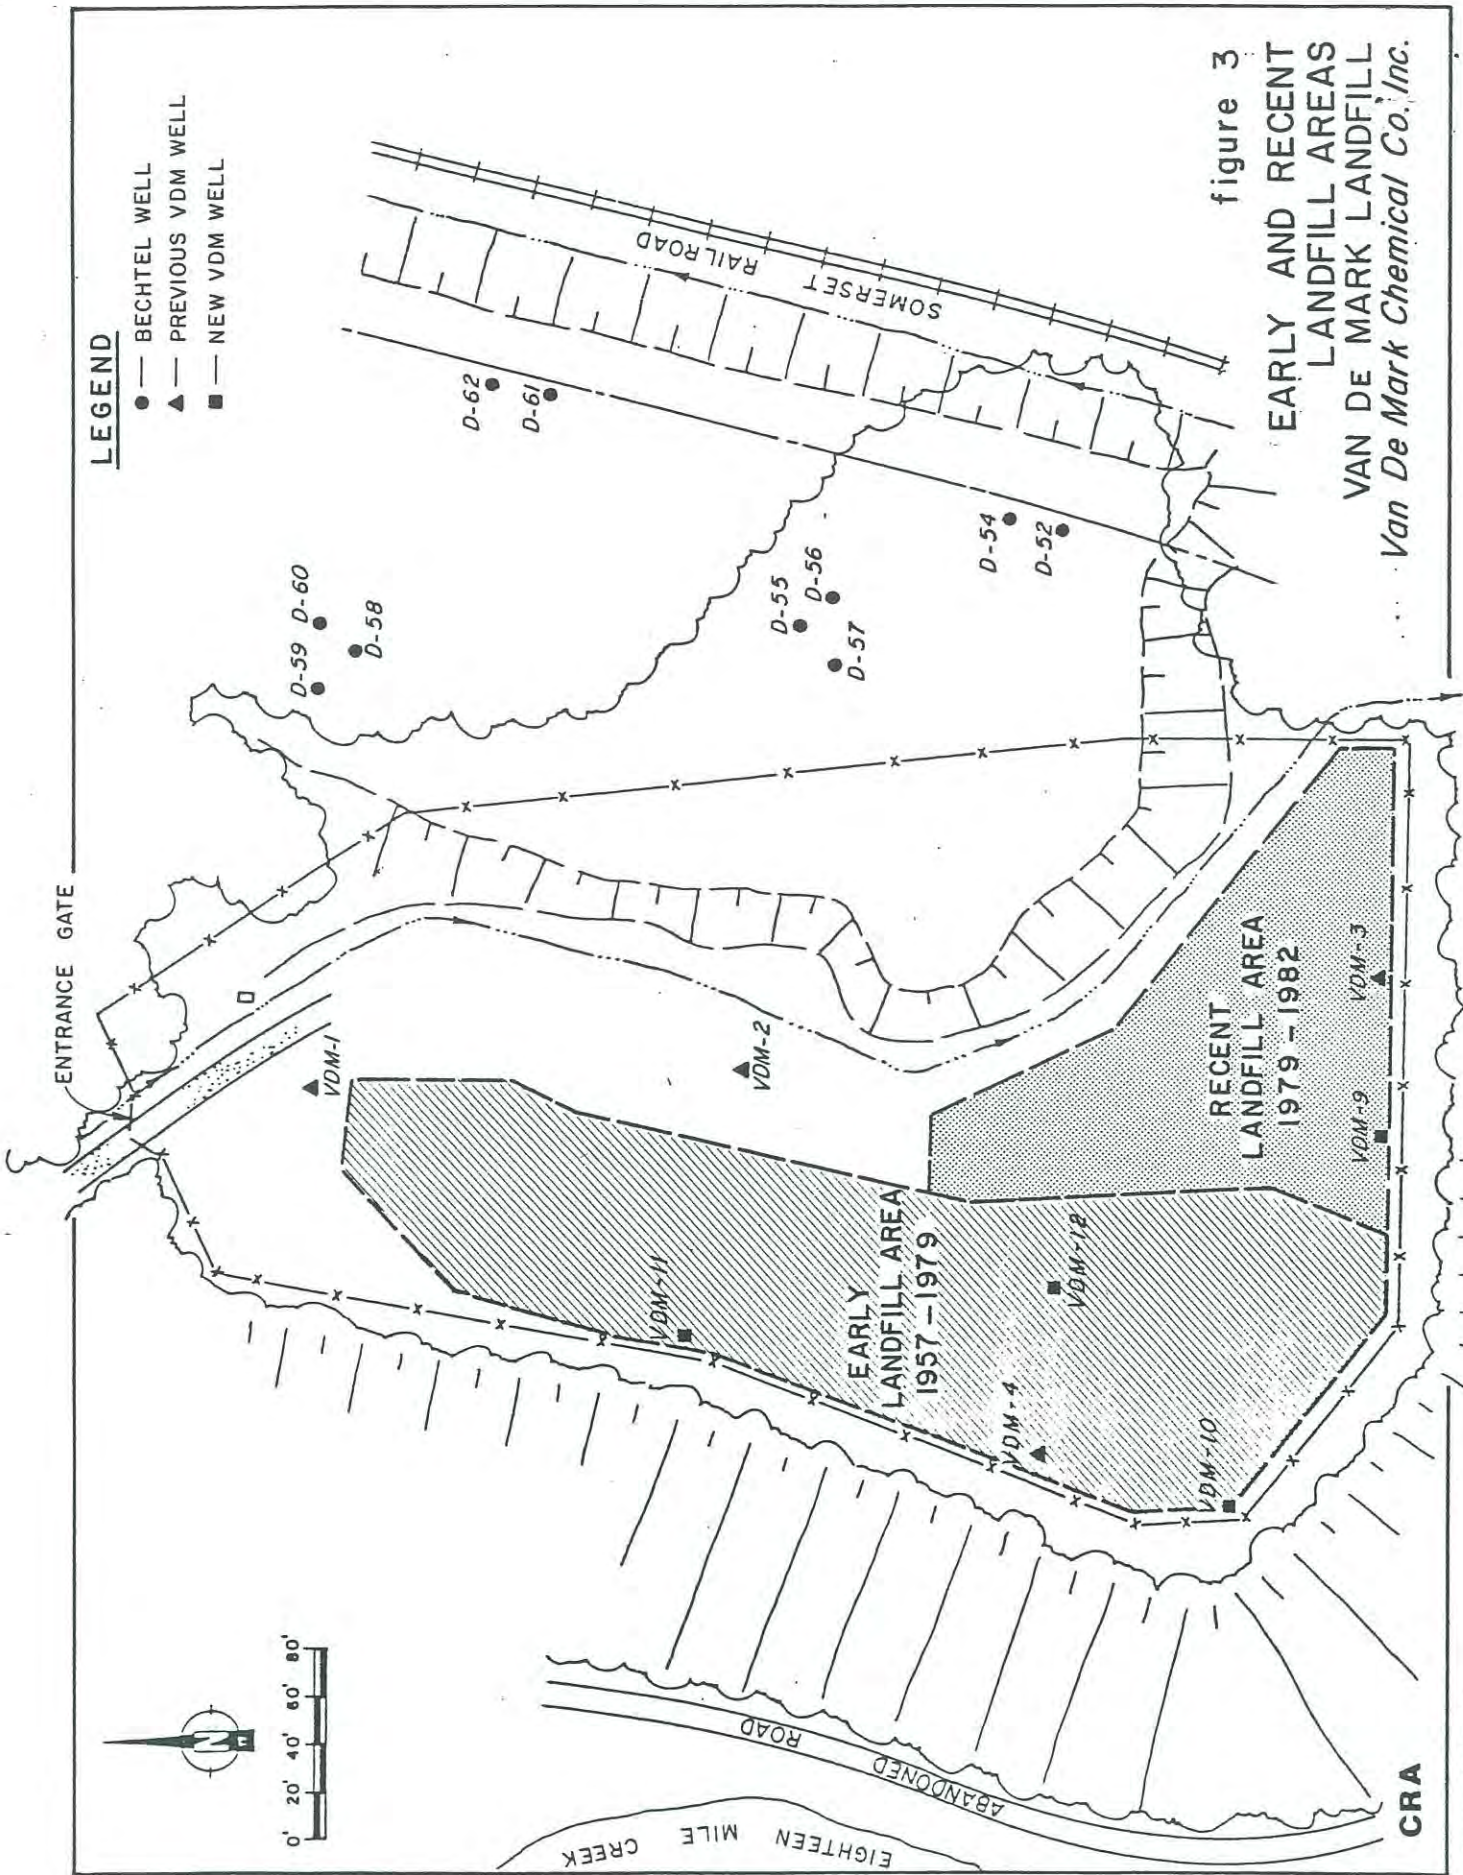 LEGEND
BECHTEL WELL
PREVIOUS VDM WELL
NEW VDM WELL
ENTRANCE GATE
0' 20' 40' 60' 80'
N
SOMERSET
RAILROAD
D-62
D-61
D-60
D-59
D-58
D-55
D-56
D-57
D-54
D-52
VDM-1
VDM-2
VDM-11
EARLY
LANDFILL AREA
1957-1979
VDM-12
VDM-4
VDM-10
RECENT
LANDFILL AREA
1979-1982
VDM-3
VDM-9
ABANDONED
ROAD
EIGHTEEN MILE CREEK
CRA
figure 3
EARLY AND RECENT
LANDFILL AREAS
VAN DE MARK LANDFILL
Van De Mark Chemical Co. Inc.